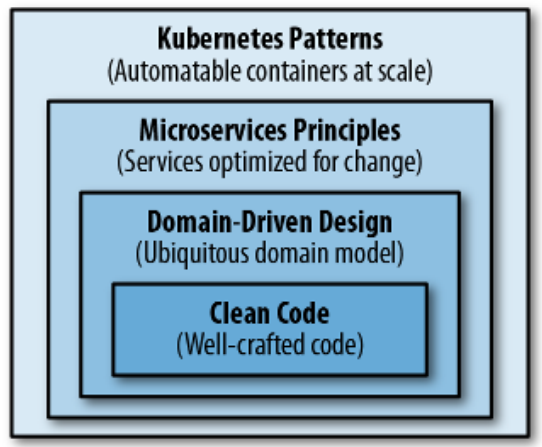 Kubernetes Patterns
(Automatable containers at scale)
Microservices Principles
(Services optimized for change)
Domain-Driven Design
(Ubiquitous domain model)
Clean Code
(Well-crafted code)